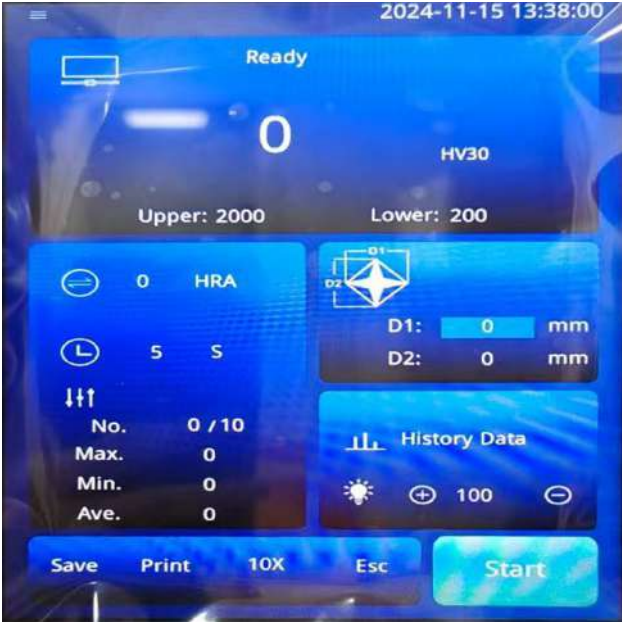 2024-11-15 13:38:00
Ready
0
HV30
Upper: 2000 Lower: 200
0 HRA
5 S
No. 0 / 10
Max. 0
Min. 0
Ave. 0
D1
D2
D1: 0 mm
D2: 0 mm
History Data
100
Save Print 10X Esc Start